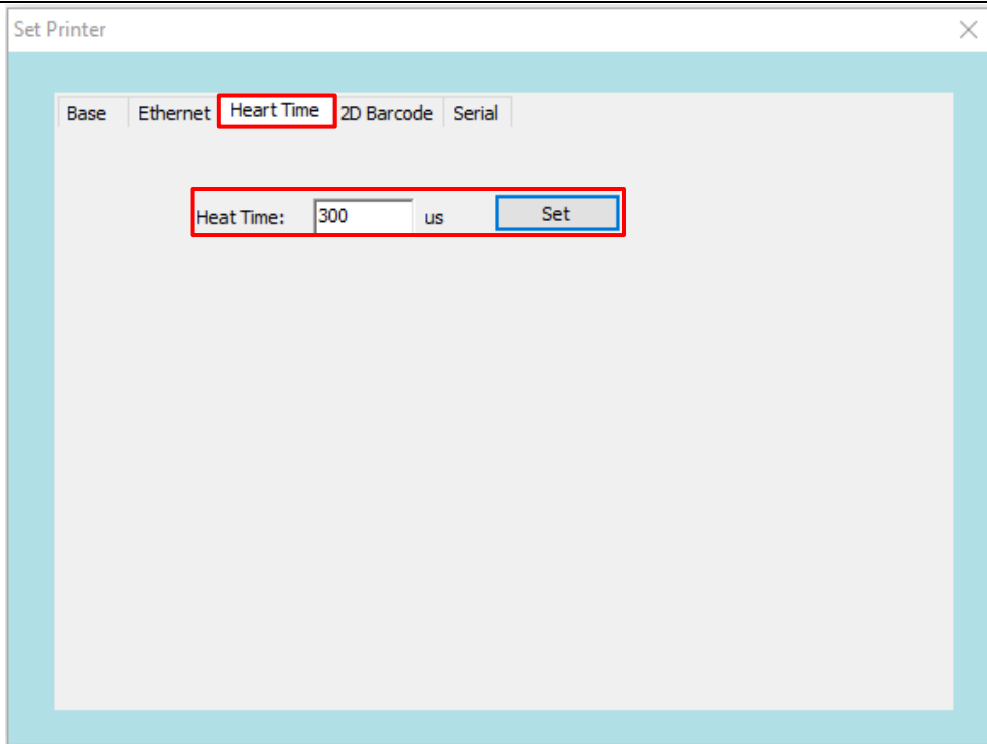 Set Printer
Base Ethernet Heart Time 2D Barcode Serial
Heat Time: 300 us Set